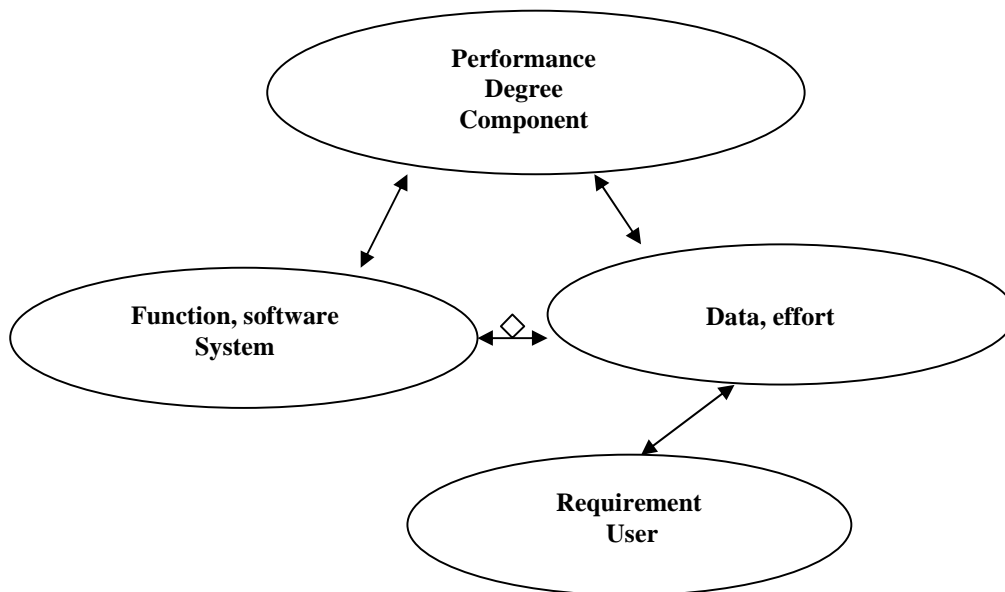 Performance
Degree
Component
Function, software
System
Data, effort
Requirement
User